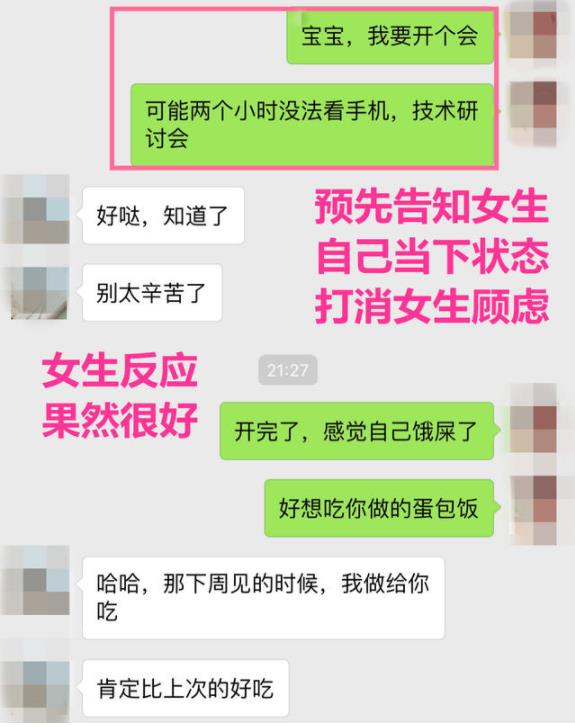 宝宝，我要开个会
可能两个小时没法看手机，技术研
讨会
好哒，知道了
预先告知女生
自己当下状态
打消女生顾虑
别太辛苦了
女生反应
果然很好
21:27
开完了，感觉自己饿屎了
好想吃你做的蛋包饭
哈哈，那下周见的时候，我做给你
吃
肯定比上次的好吃